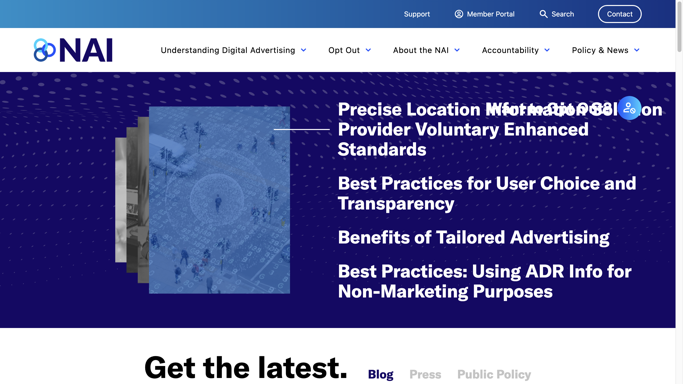 Support
Member Portal
Search
Contact
NAI
Understanding Digital Advertising
Opt Out
About the NAI
Accountability
Policy & News
Precise Location Information Solution
Provider Voluntary Enhanced
Standards
Best Practices for User Choice and
Transparency
Benefits of Tailored Advertising
Best Practices: Using ADR Info for
Non-Marketing Purposes
Get the latest.
Blog
Press
Public Policy